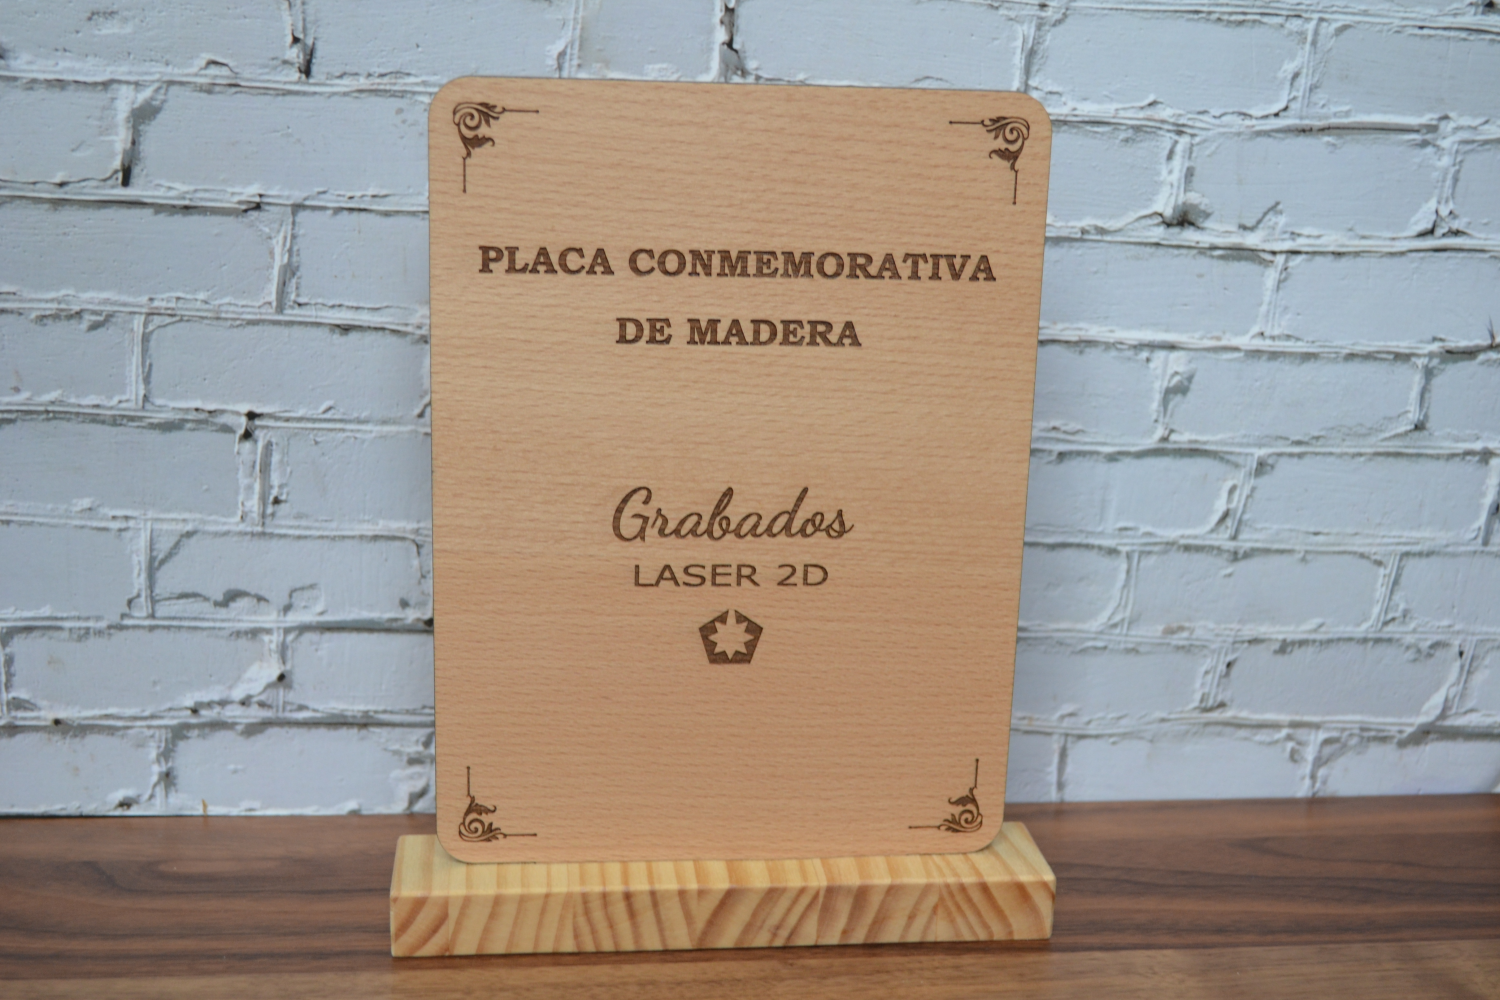 PLACA CONMEMORATIVA
DE MADERA
Grabados
LASER 2D